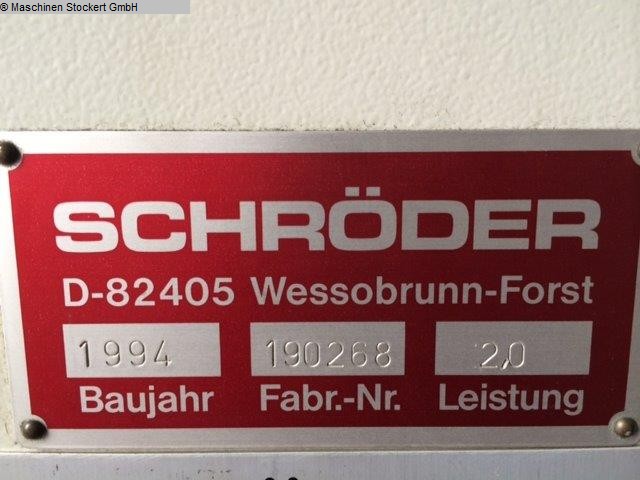 © Maschinen Stockert GmbH
SCHRÖDER
D-82405 Wessobrunn-Forst
1994 190268 2,0
Baujahr Fabr.-Nr. Leistung